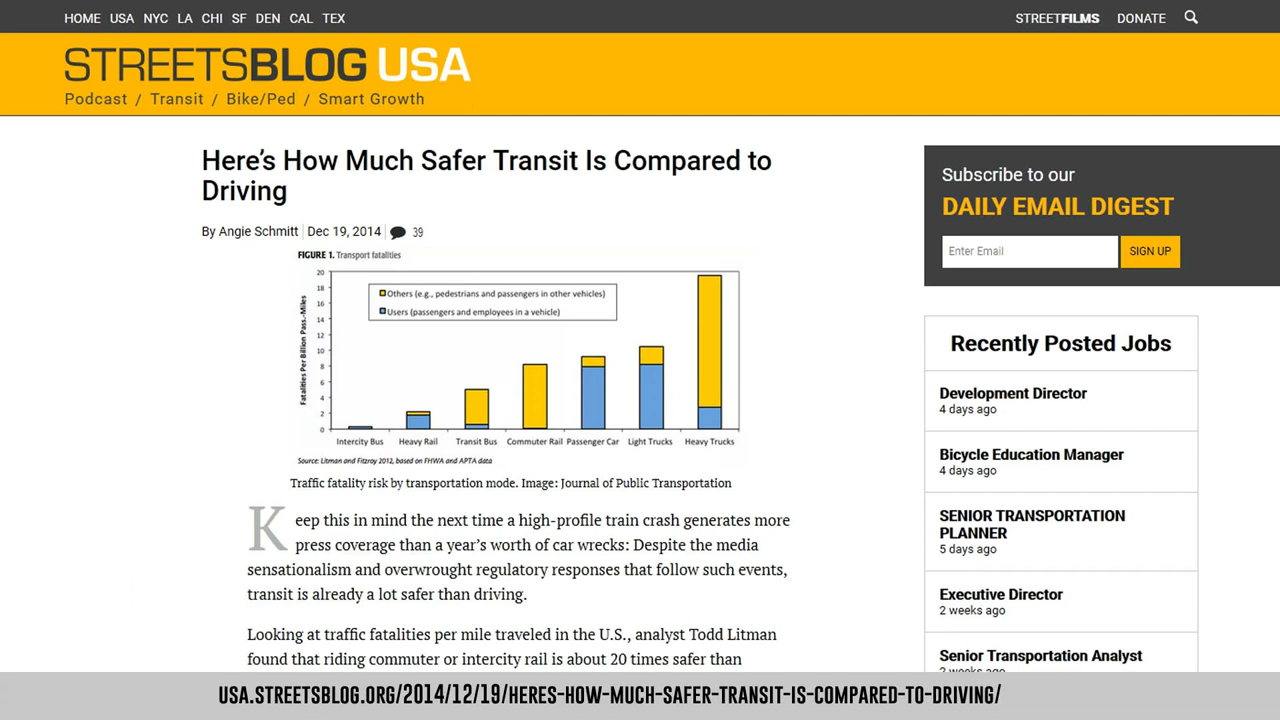 HOME USA NYC LA CHI SF DEN CAL TEX
STREETFILMS DONATE
STREETSBLOG USA
Podcast / Transit / Bike/Ped / Smart Growth
Here's How Much Safer Transit Is Compared to
Driving
By Angie Schmitt Dec 19, 2014 39
FIGURE 1. Transport fatalities
Fatalities Per Billion Pass.-Miles
20
18
16
14
12
10
8
6
4
2
0
Others (e.g., pedestrians and passengers in other vehicles)
Users (passengers and employees in a vehicle)
Intercity Bus Heavy Rail Transit Bus Commuter Rail Passenger Car Light Trucks Heavy Trucks
Source: Litman and Fitzroy 2012, based on FHWA and APTA data
Traffic fatality risk by transportation mode. Image: Journal of Public Transportation
Keep this in mind the next time a high-profile train crash generates more
press coverage than a year's worth of car wrecks: Despite the media
sensationalism and overwrought regulatory responses that follow such events,
transit is already a lot safer than driving.
Looking at traffic fatalities per mile traveled in the U.S., analyst Todd Litman
found that riding commuter or intercity rail is about 20 times safer than
Subscribe to our
DAILY EMAIL DIGEST
Enter Email SIGN UP
Recently Posted Jobs
Development Director
4 days ago
Bicycle Education Manager
4 days ago
SENIOR TRANSPORTATION
PLANNER
5 days ago
Executive Director
2 weeks ago
Senior Transportation Analyst
2 weeks ago
USA.STREETSBLOG.ORG/2014/12/19/HERES-HOW-MUCH-SAFER-TRANSIT-IS-COMPARED-TO-DRIVING/